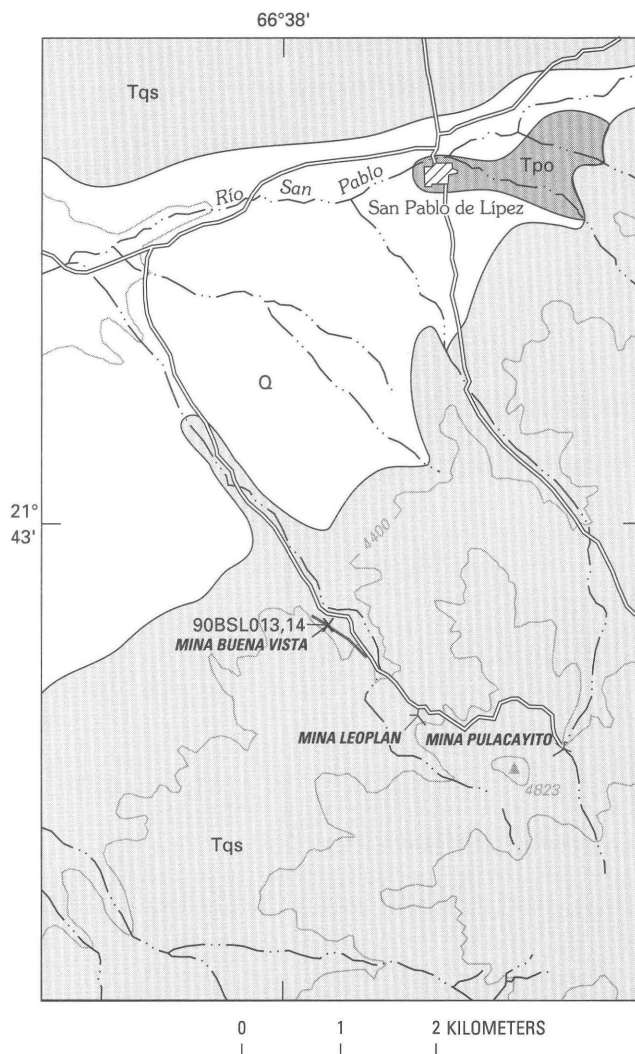 66°38'
Tqs
Río San Pablo
Tpo
San Pablo de Lípez
Q
21°
43'
4400
90BSL013,14
MINA BUENA VISTA
MINA LEOPLAN
MINA PULACAYITO
4823
Tqs
0 1 2 KILOMETERS